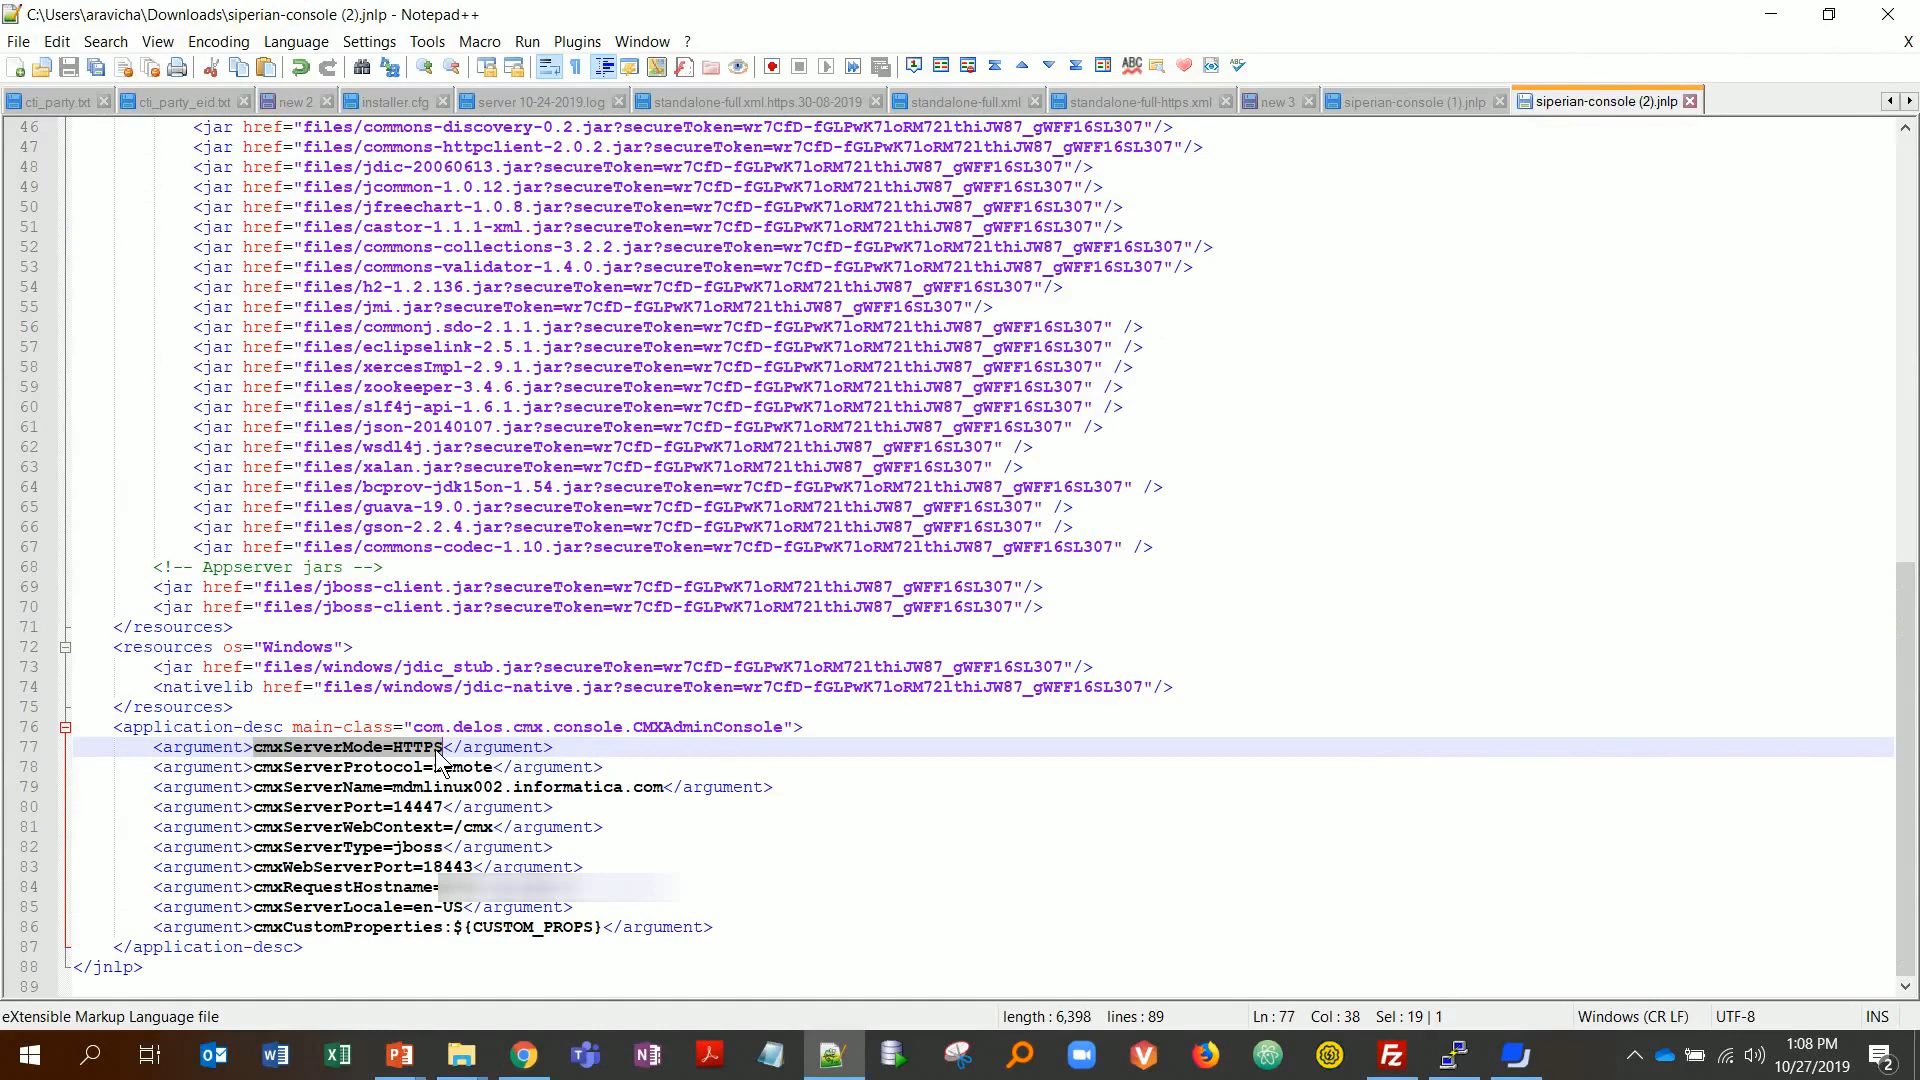 C:\Users\aravicha\Downloads\siperian-console (2).jnlp - Notepad++
File Edit Search View Encoding Language Settings Tools Macro Run Plugins Window ? X
cti_party.txt cti_party_eid.txt new 2 installer.cfg server 10-24-2019.log standalone-full.xml.https.30-08-2019 standalone-full.xml standalone-full-https.xml new 3 siperian-console (1).jnlp siperian-console (2).jnlp
46 <jar href="files/commons-discovery-0.2.jar?secureToken=wr7CfD-fGLPwK7loRM72lthiJW87_gWFF16SL307"/>
47 <jar href="files/commons-httpclient-2.0.2.jar?secureToken=wr7CfD-fGLPwK7loRM72lthiJW87_gWFF16SL307"/>
48 <jar href="files/jdic-20060613.jar?secureToken=wr7CfD-fGLPwK7loRM72lthiJW87_gWFF16SL307"/>
49 <jar href="files/jcommon-1.0.12.jar?secureToken=wr7CfD-fGLPwK7loRM72lthiJW87_gWFF16SL307"/>
50 <jar href="files/jfreechart-1.0.8.jar?secureToken=wr7CfD-fGLPwK7loRM72lthiJW87_gWFF16SL307"/>
51 <jar href="files/castor-1.1.1-xml.jar?secureToken=wr7CfD-fGLPwK7loRM72lthiJW87_gWFF16SL307"/>
52 <jar href="files/commons-collections-3.2.2.jar?secureToken=wr7CfD-fGLPwK7loRM72lthiJW87_gWFF16SL307"/>
53 <jar href="files/commons-validator-1.4.0.jar?secureToken=wr7CfD-fGLPwK7loRM72lthiJW87_gWFF16SL307"/>
54 <jar href="files/h2-1.2.136.jar?secureToken=wr7CfD-fGLPwK7loRM72lthiJW87_gWFF16SL307"/>
55 <jar href="files/jmi.jar?secureToken=wr7CfD-fGLPwK7loRM72lthiJW87_gWFF16SL307"/>
56 <jar href="files/commonj.sdo-2.1.1.jar?secureToken=wr7CfD-fGLPwK7loRM72lthiJW87_gWFF16SL307" />
57 <jar href="files/eclipselink-2.5.1.jar?secureToken=wr7CfD-fGLPwK7loRM72lthiJW87_gWFF16SL307" />
58 <jar href="files/xercesImpl-2.9.1.jar?secureToken=wr7CfD-fGLPwK7loRM72lthiJW87_gWFF16SL307" />
59 <jar href="files/zookeeper-3.4.6.jar?secureToken=wr7CfD-fGLPwK7loRM72lthiJW87_gWFF16SL307" />
60 <jar href="files/slf4j-api-1.6.1.jar?secureToken=wr7CfD-fGLPwK7loRM72lthiJW87_gWFF16SL307" />
61 <jar href="files/json-20140107.jar?secureToken=wr7CfD-fGLPwK7loRM72lthiJW87_gWFF16SL307" />
62 <jar href="files/wsdl4j.jar?secureToken=wr7CfD-fGLPwK7loRM72lthiJW87_gWFF16SL307" />
63 <jar href="files/xalan.jar?secureToken=wr7CfD-fGLPwK7loRM72lthiJW87_gWFF16SL307" />
64 <jar href="files/bcprov-jdk15on-1.54.jar?secureToken=wr7CfD-fGLPwK7loRM72lthiJW87_gWFF16SL307" />
65 <jar href="files/guava-19.0.jar?secureToken=wr7CfD-fGLPwK7loRM72lthiJW87_gWFF16SL307" />
66 <jar href="files/gson-2.2.4.jar?secureToken=wr7CfD-fGLPwK7loRM72lthiJW87_gWFF16SL307" />
67 <jar href="files/commons-codec-1.10.jar?secureToken=wr7CfD-fGLPwK7loRM72lthiJW87_gWFF16SL307" />
68 <!-- Appserver jars -->
69 <jar href="files/jboss-client.jar?secureToken=wr7CfD-fGLPwK7loRM72lthiJW87_gWFF16SL307"/>
70 <jar href="files/jboss-client.jar?secureToken=wr7CfD-fGLPwK7loRM72lthiJW87_gWFF16SL307"/>
71 </resources>
72 <resources os="Windows">
73 <jar href="files/windows/jdic_stub.jar?secureToken=wr7CfD-fGLPwK7loRM72lthiJW87_gWFF16SL307"/>
74 <nativelib href="files/windows/jdic-native.jar?secureToken=wr7CfD-fGLPwK7loRM72lthiJW87_gWFF16SL307"/>
75 </resources>
76 <application-desc main-class="com.delos.cmx.console.CMXAdminConsole">
77 <argument>cmxServerMode=HTTPS</argument>
78 <argument>cmxServerProtocol=remote</argument>
79 <argument>cmxServerName=mdmlinux002.informatica.com</argument>
80 <argument>cmxServerPort=14447</argument>
81 <argument>cmxServerWebContext=/cmx</argument>
82 <argument>cmxServerType=jboss</argument>
83 <argument>cmxWebServerPort=18443</argument>
84 <argument>cmxRequestHostname=
85 <argument>cmxServerLocale=en-US</argument>
86 <argument>cmxCustomProperties:${CUSTOM_PROPS}</argument>
87 </application-desc>
88 </jnlp>
89
eXtensible Markup Language file length : 6,398 lines : 89 Ln : 77 Col : 38 Sel : 19 | 1 Windows (CR LF) UTF-8 INS
1:08 PM
10/27/2019
2